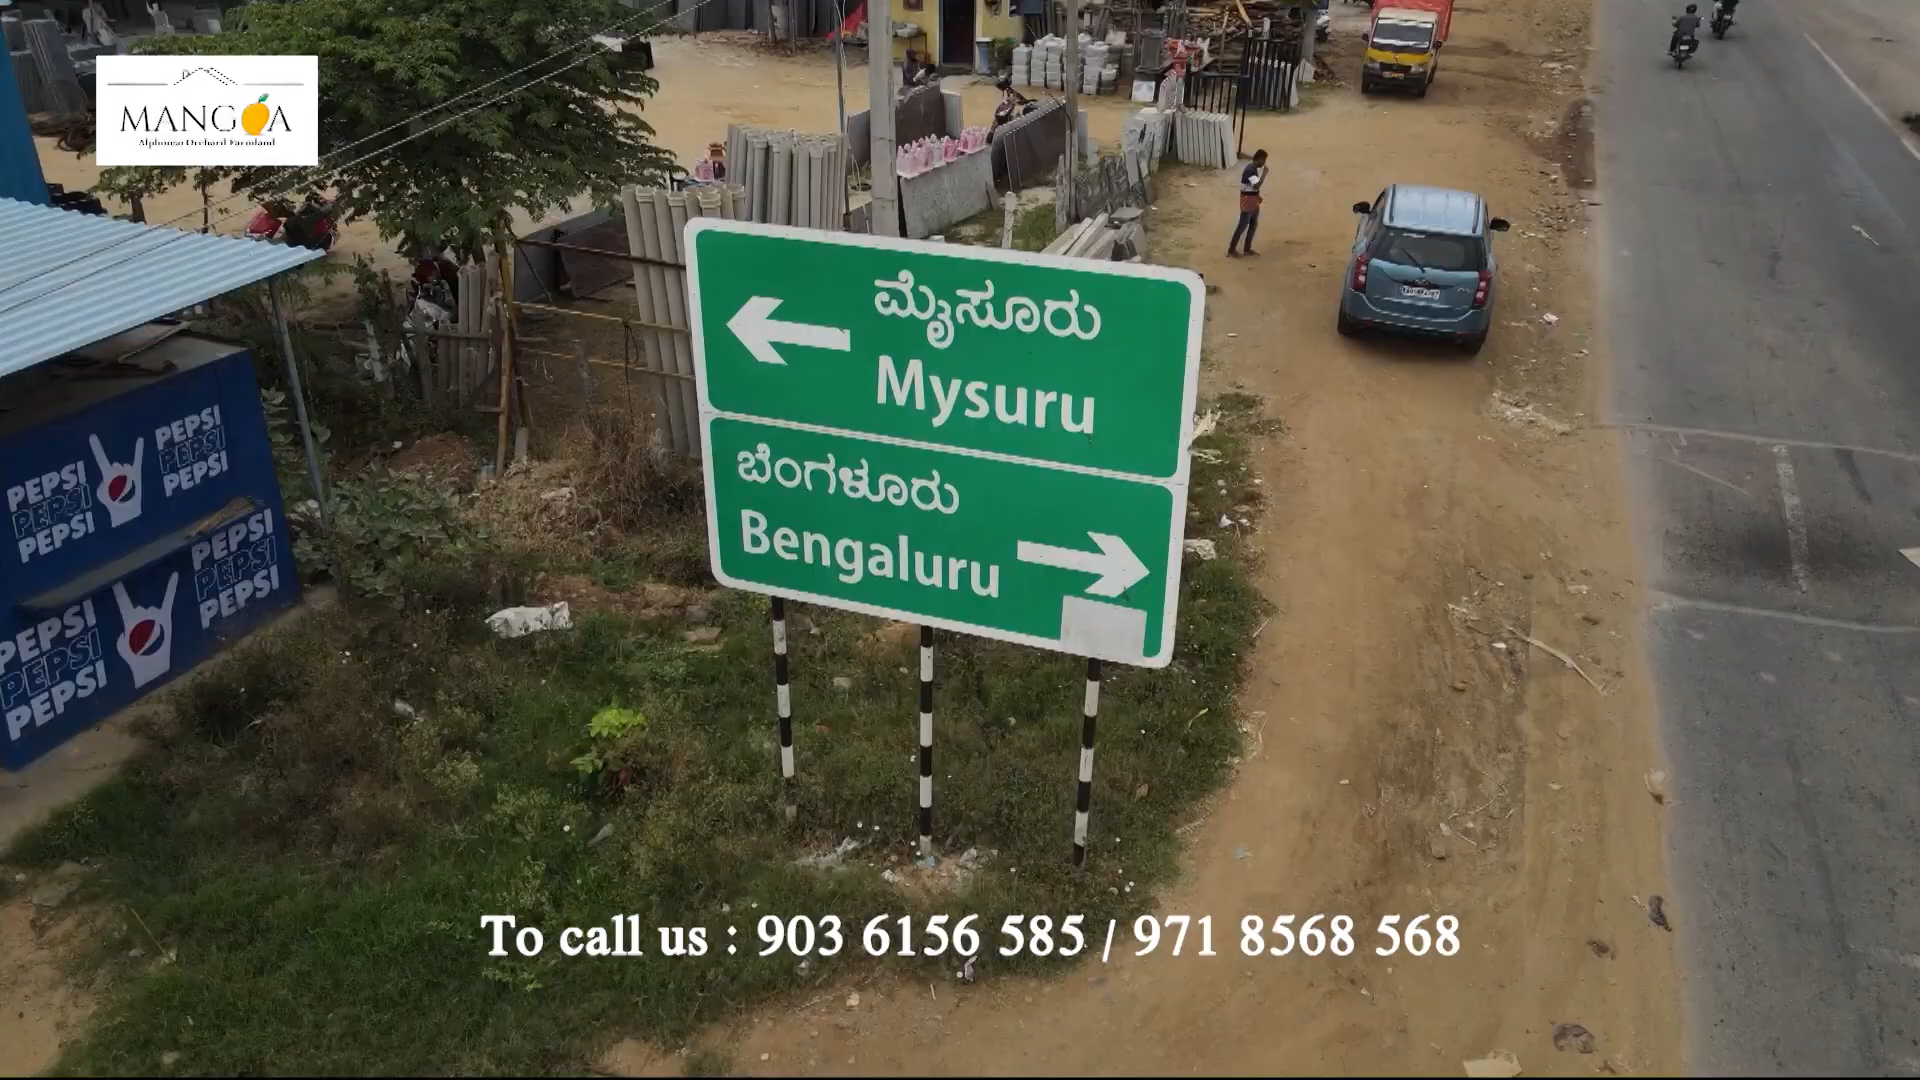 MANGOA
Alphonso Orchard Farmland
ಮೈಸೂರು
Mysuru
ಬೆಂಗಳೂರು
Bengaluru
PEPSI
PEPSI
PEPSI
PEPSI
PEPSI
PEPSI
PEPSI
PEPSI
PEPSI
PEPSI
PEPSI
PEPSI
To call us : 903 6156 585 / 971 8568 568